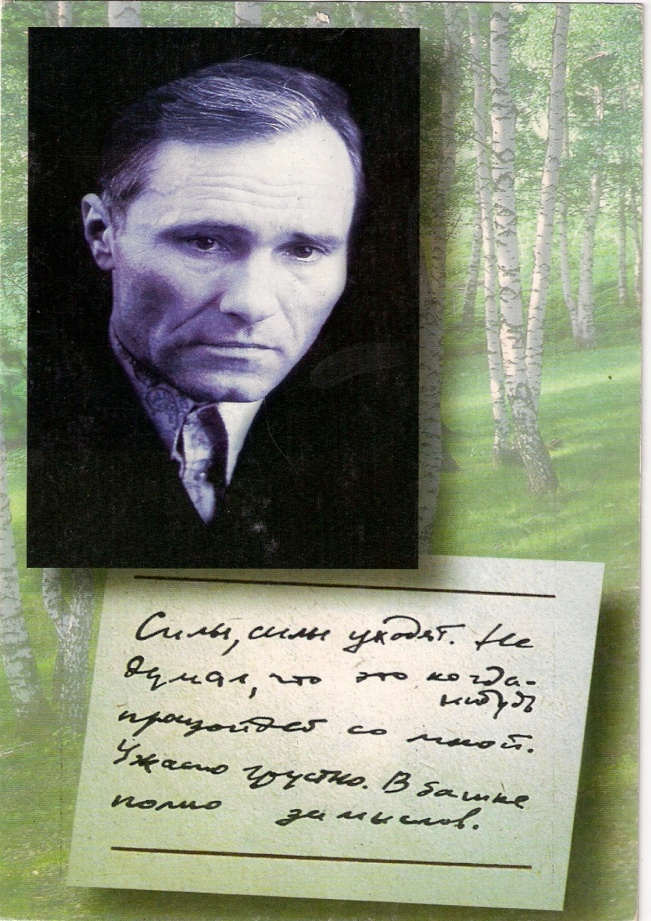 Силы, силы уходят. Не
думал, что это когда-
нибудь
произойдет со мной.
Ужасно грустно. В башке
полно замыслов.